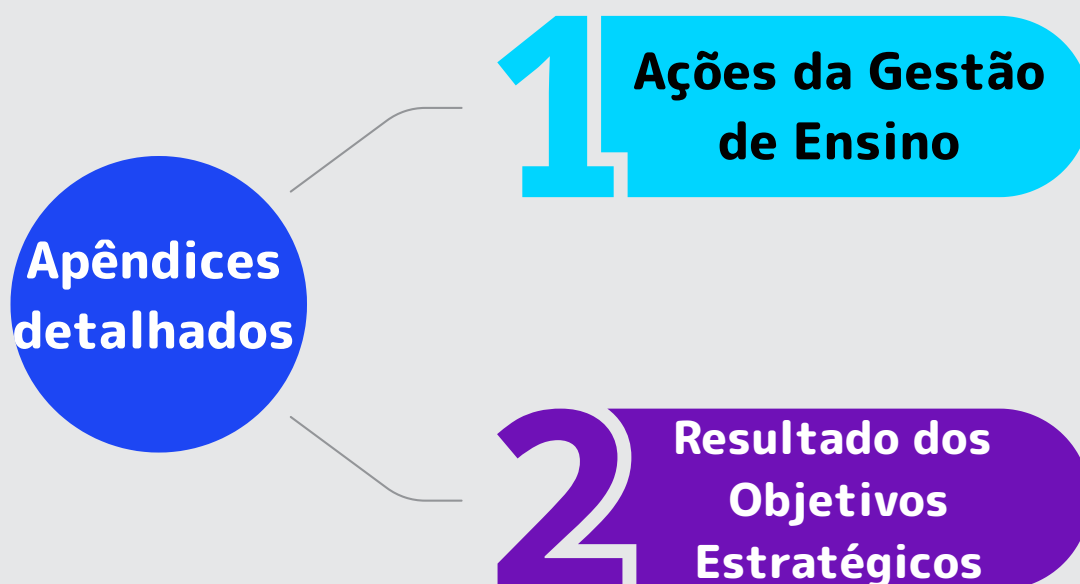 Apêndices
detalhados
1
Ações da Gestão
de Ensino
2
Resultado dos
Objetivos
Estratégicos